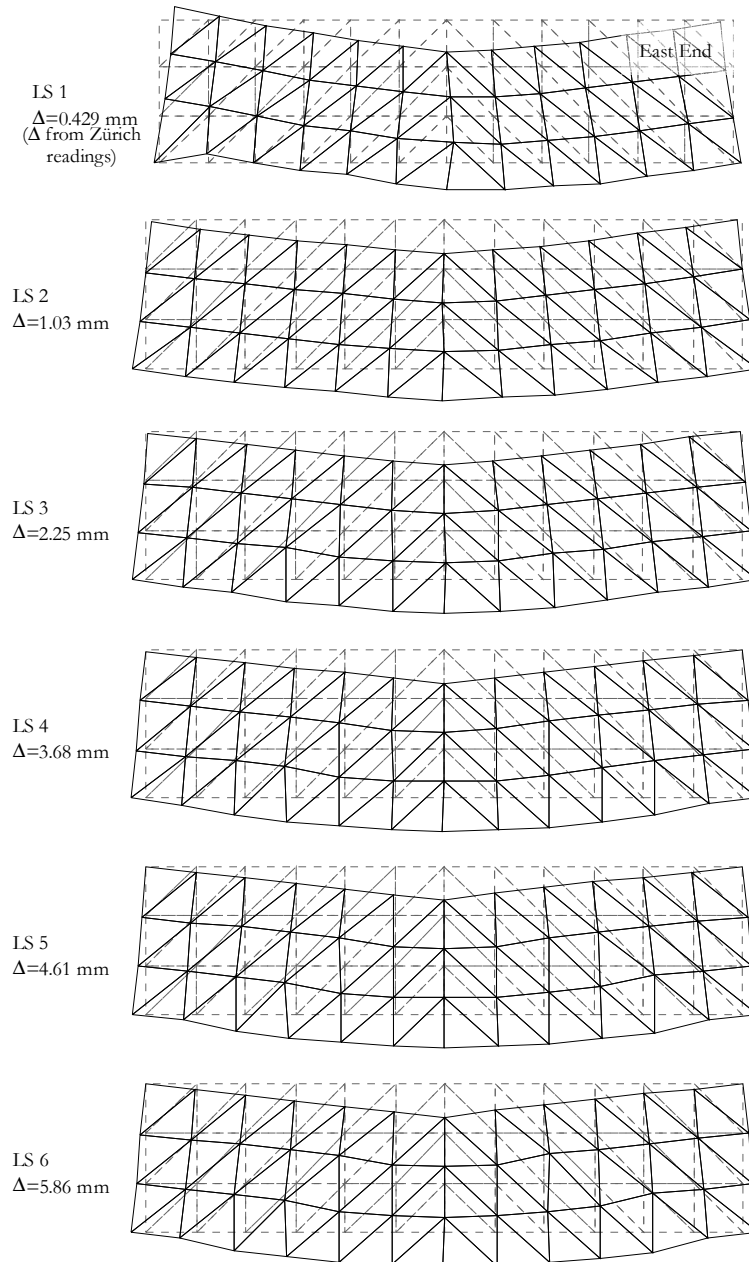 East End
LS 1
Δ=0.429 mm
(Δ from Zürich
readings)
LS 2
Δ=1.03 mm
LS 3
Δ=2.25 mm
LS 4
Δ=3.68 mm
LS 5
Δ=4.61 mm
LS 6
Δ=5.86 mm